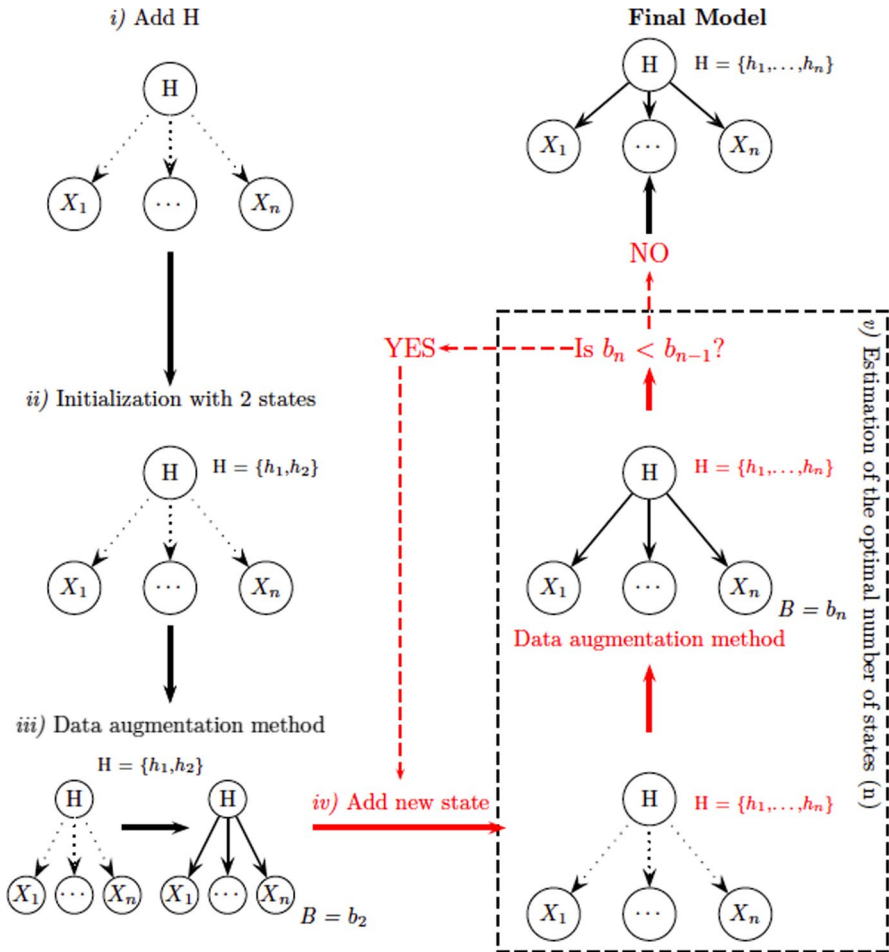 i) Add H
H
X₁
⋯
Xₙ
ii) Initialization with 2 states
H
H = {h₁,h₂}
X₁
⋯
Xₙ
iii) Data augmentation method
H = {h₁,h₂}
H
H
X₁
⋯
Xₙ
X₁
⋯
Xₙ
B = b₂
iv) Add new state
YES
Final Model
H
H = {h₁,…,hₙ}
X₁
⋯
Xₙ
NO
Is bₙ < bₙ₋₁?
H
H = {h₁,…,hₙ}
X₁
⋯
Xₙ
B = bₙ
Data augmentation method
H
H = {h₁,…,hₙ}
X₁
⋯
Xₙ
v) Estimation of the optimal number of states (n)